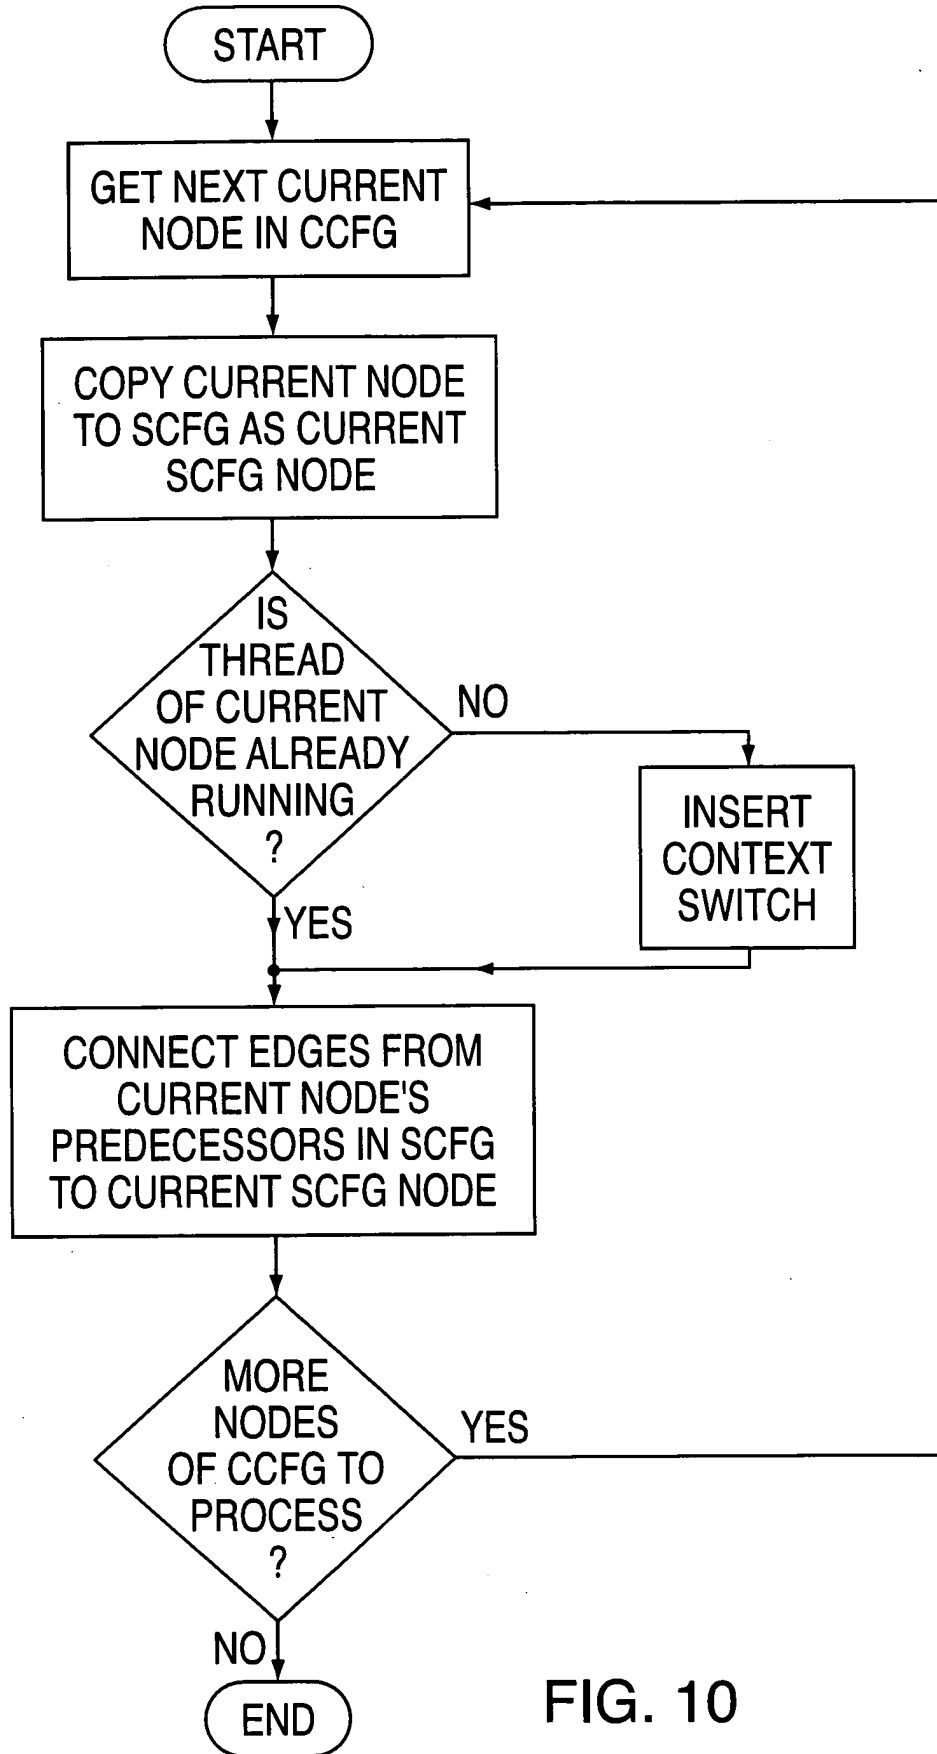 START
GET NEXT CURRENT
NODE IN CCFG
COPY CURRENT NODE
TO SCFG AS CURRENT
SCFG NODE
IS
THREAD
OF CURRENT
NODE ALREADY
RUNNING
?
NO
INSERT
CONTEXT
SWITCH
YES
CONNECT EDGES FROM
CURRENT NODE'S
PREDECESSORS IN SCFG
TO CURRENT SCFG NODE
MORE
NODES
OF CCFG TO
PROCESS
?
YES
NO
END
FIG. 10